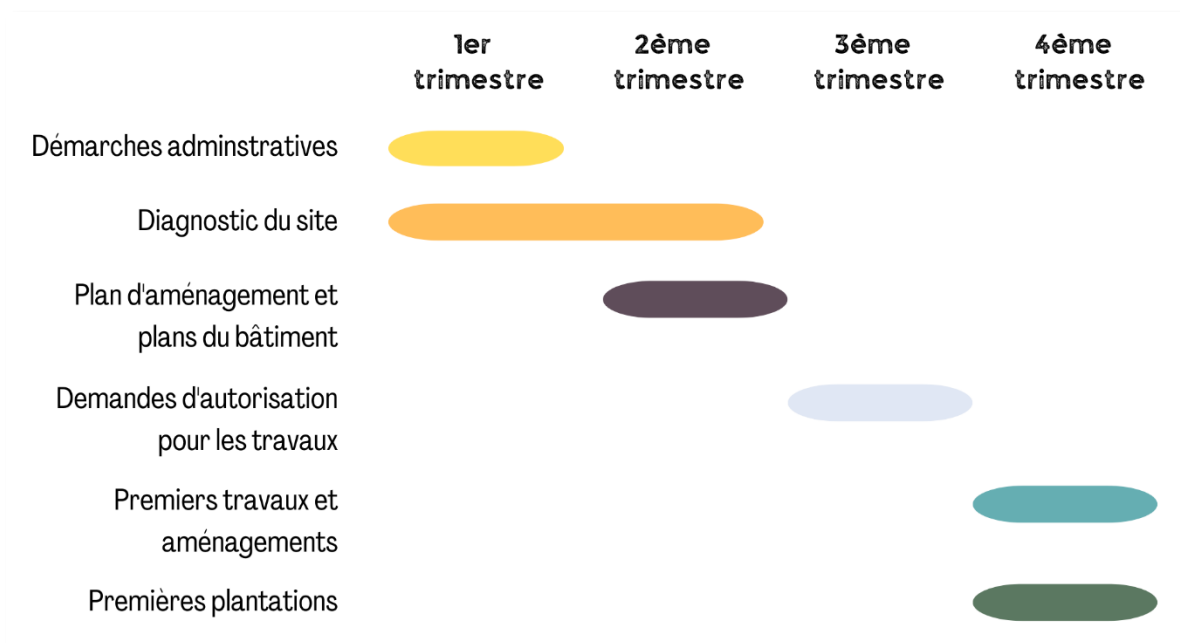 1er
trimestre
2ème
trimestre
3ème
trimestre
4ème
trimestre
Démarches adminstratives
Diagnostic du site
Plan d'aménagement et
plans du bâtiment
Demandes d'autorisation
pour les travaux
Premiers travaux et
aménagements
Premières plantations